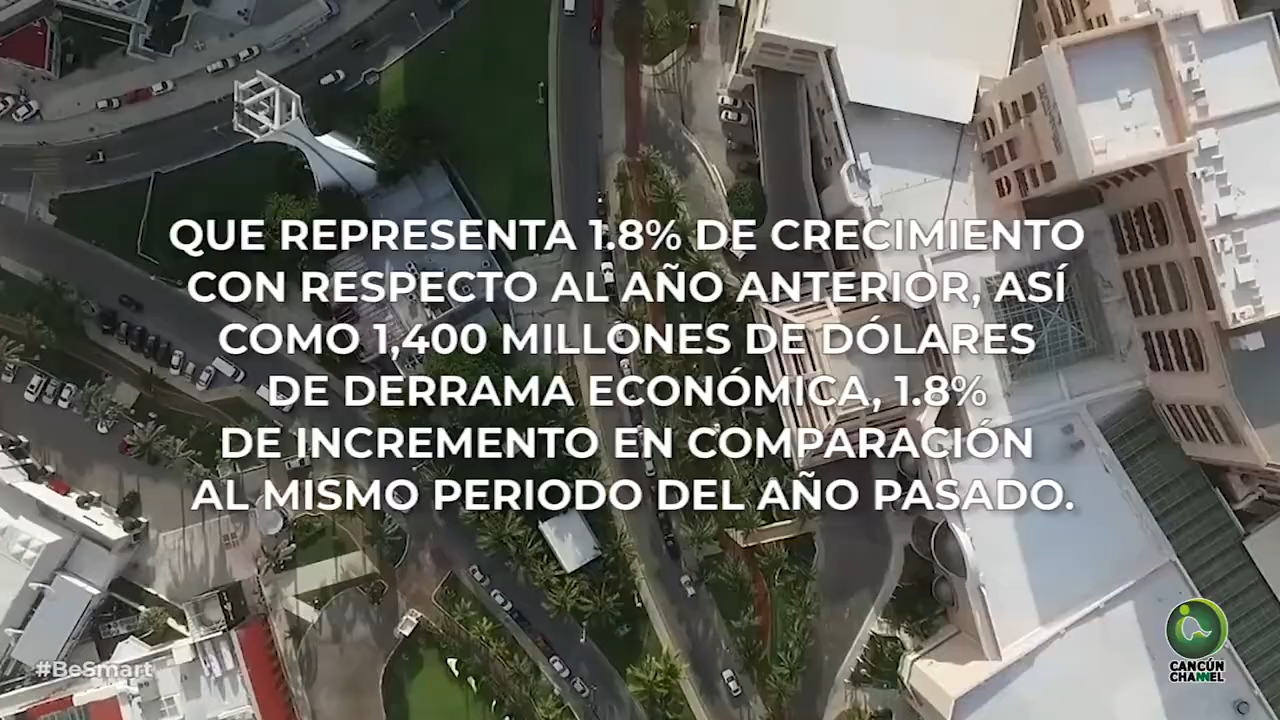 QUE REPRESENTA 1.8% DE CRECIMIENTO
CON RESPECTO AL AÑO ANTERIOR, ASÍ
COMO 1,400 MILLONES DE DÓLARES
DE DERRAMA ECONÓMICA, 1.8%
DE INCREMENTO EN COMPARACIÓN
AL MISMO PERIODO DEL AÑO PASADO.
#BeSmart
CANCÚN
CHANNEL